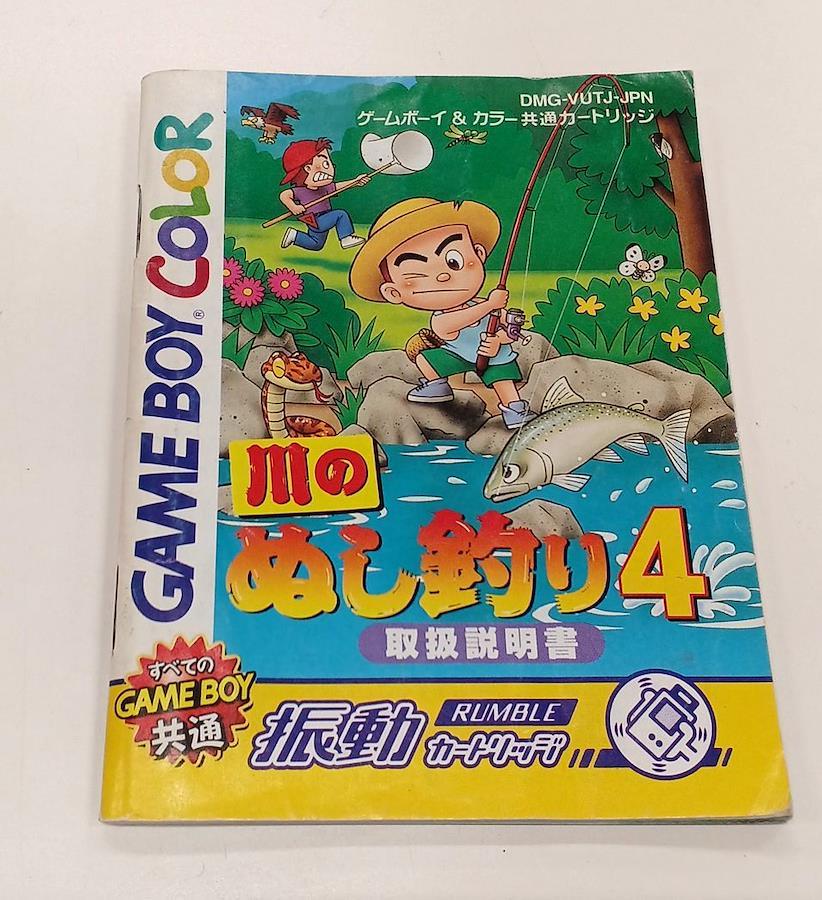 DMG-VUTJ-JPN
ゲームボーイ & カラー共通カートリッジ
GAME BOY® COLOR
川の
ぬし釣り4
取扱説明書
すべての
GAME BOY
共通
振動
RUMBLE
カートリッジ